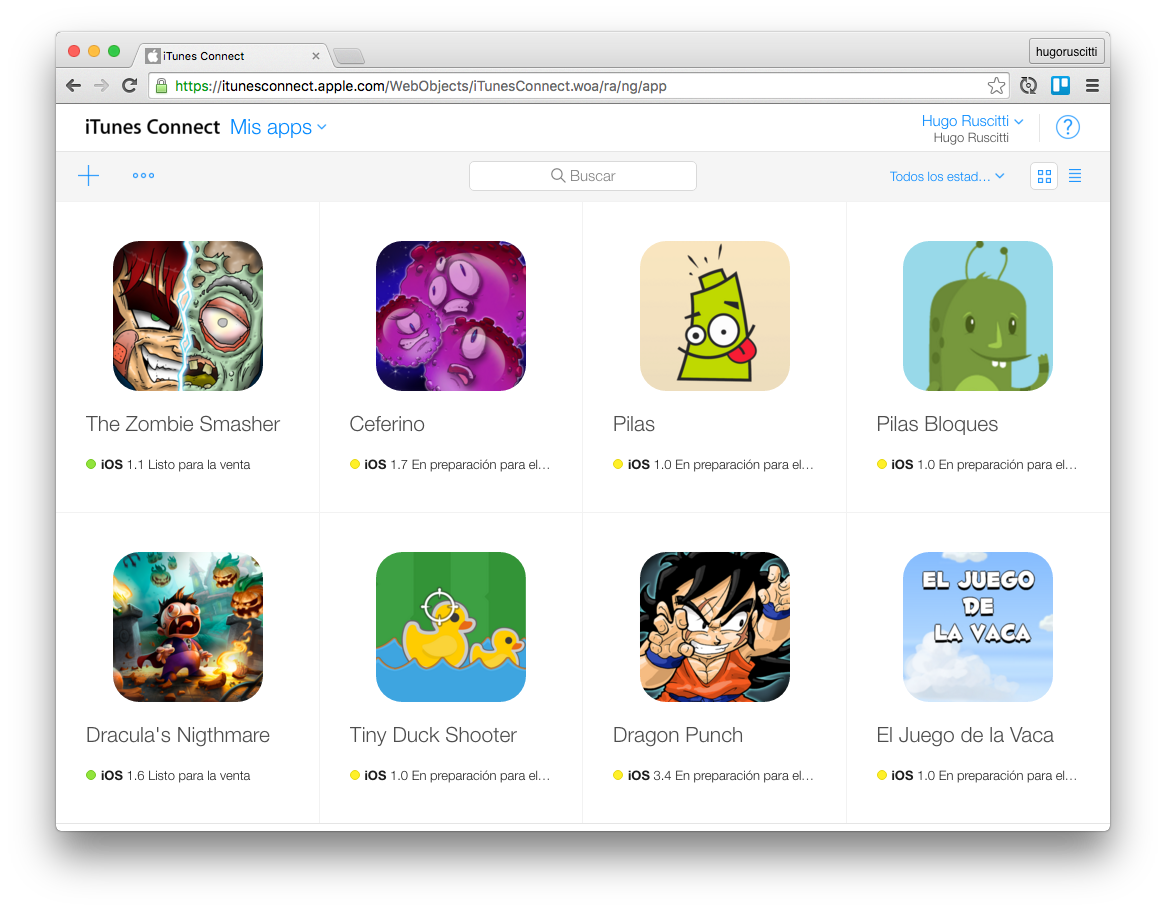 iTunes Connect
hugoruscitti
https://itunesconnect.apple.com/WebObjects/iTunesConnect.woa/ra/ng/app
iTunes Connect Mis apps
Hugo Ruscitti
Hugo Ruscitti
?
Buscar
Todos los estad...
The Zombie Smasher
iOS 1.1 Listo para la venta
Ceferino
iOS 1.7 En preparación para el...
Pilas
iOS 1.0 En preparación para el...
Pilas Bloques
iOS 1.0 En preparación para el...
EL JUEGO
DE
LA VACA
Dracula's Nigthmare
iOS 1.6 Listo para la venta
Tiny Duck Shooter
iOS 1.0 En preparación para el...
Dragon Punch
iOS 3.4 En preparación para el...
El Juego de la Vaca
iOS 1.0 En preparación para el...